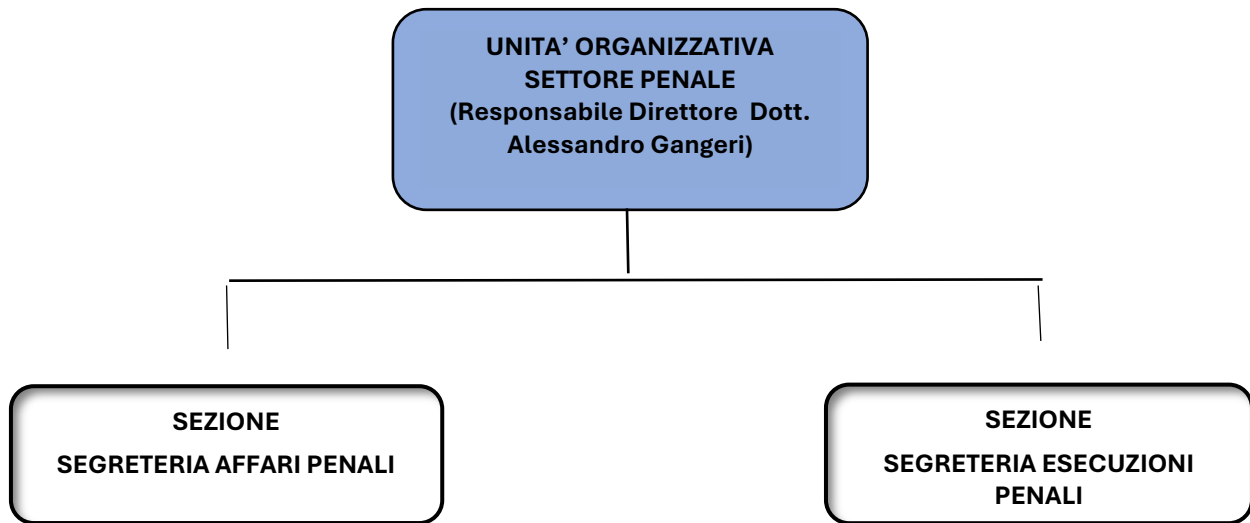 UNITA’ ORGANIZZATIVA
SETTORE PENALE
(Responsabile Direttore Dott.
Alessandro Gangeri)
SEZIONE
SEGRETERIA AFFARI PENALI
SEZIONE
SEGRETERIA ESECUZIONI
PENALI